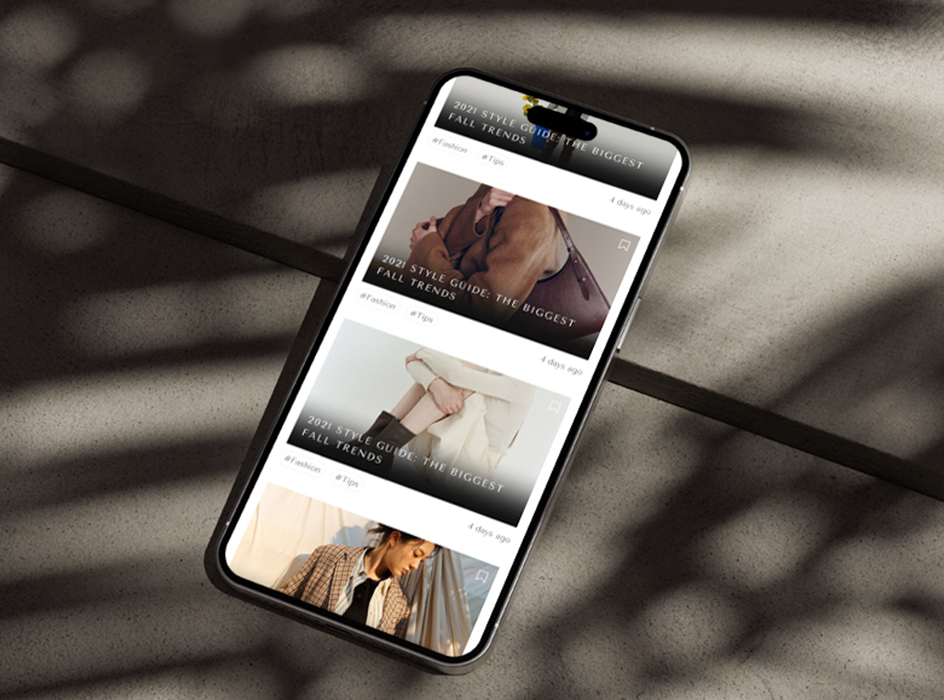 2021 STYLE GUIDE: THE BIGGEST
FALL TRENDS
#Fashion #Tips
4 days ago
2021 STYLE GUIDE: THE BIGGEST
FALL TRENDS
#Fashion #Tips
4 days ago
2021 STYLE GUIDE: THE BIGGEST
FALL TRENDS
#Fashion #Tips
4 days ago